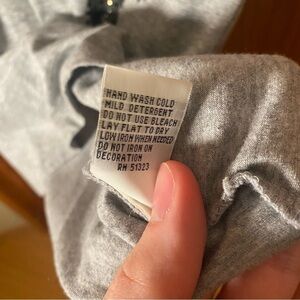 HAND WASH COLD
MILD DETERGENT
DO NOT USE BLEACH
LAY FLAT TO DRY
LOW IRON WHEN NEEDED
DO NOT IRON ON
DECORATION
RN 51323